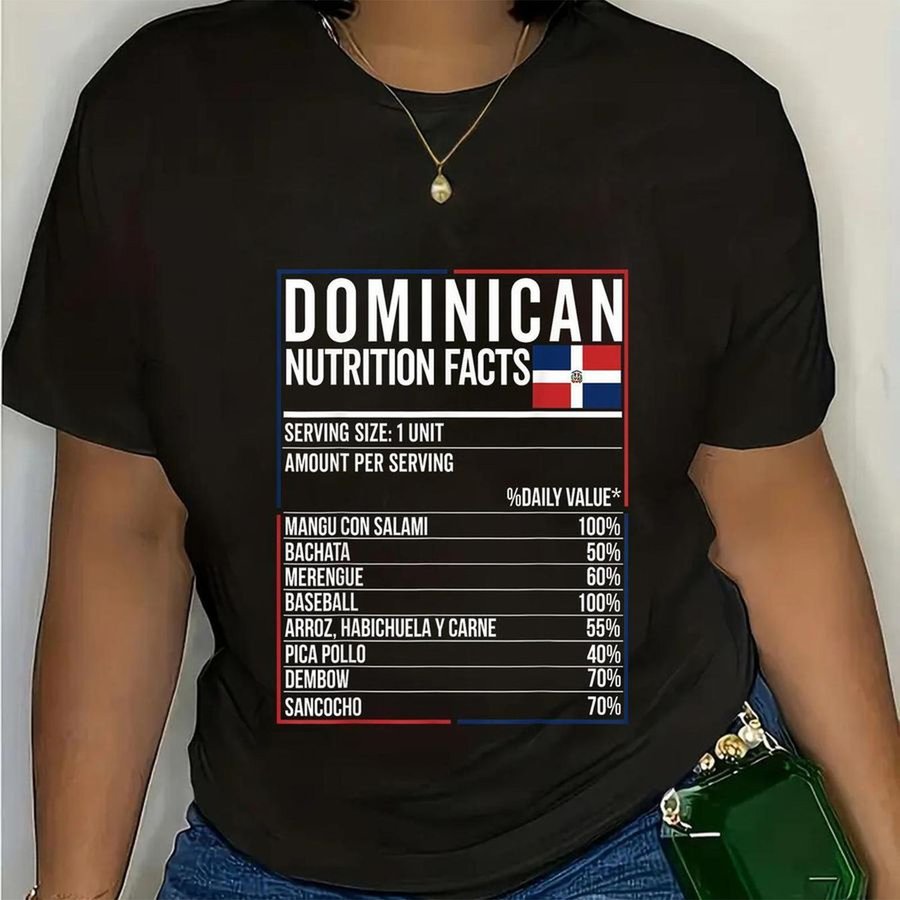 DOMINICAN
NUTRITION FACTS
SERVING SIZE: 1 UNIT
AMOUNT PER SERVING
%DAILY VALUE*
MANGU CON SALAMI 100%
BACHATA 50%
MERENGUE 60%
BASEBALL 100%
ARROZ, HABICHUELA Y CARNE 55%
PICA POLLO 40%
DEMBOW 70%
SANCOCHO 70%